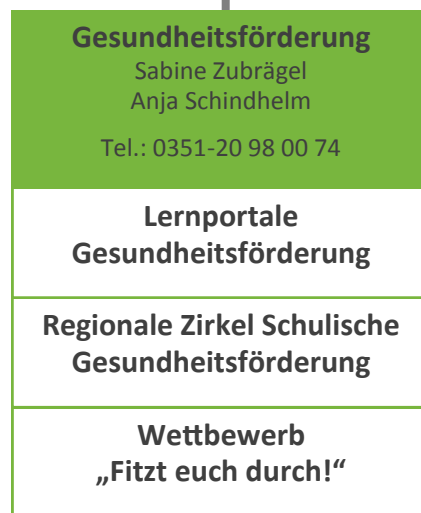 Gesundheitsförderung
Sabine Zubrägel
Anja Schindhelm
Tel.: 0351-20 98 00 74
Lernportale
Gesundheitsförderung
Regionale Zirkel Schulische
Gesundheitsförderung
Wettbewerb
„Fitzt euch durch!“